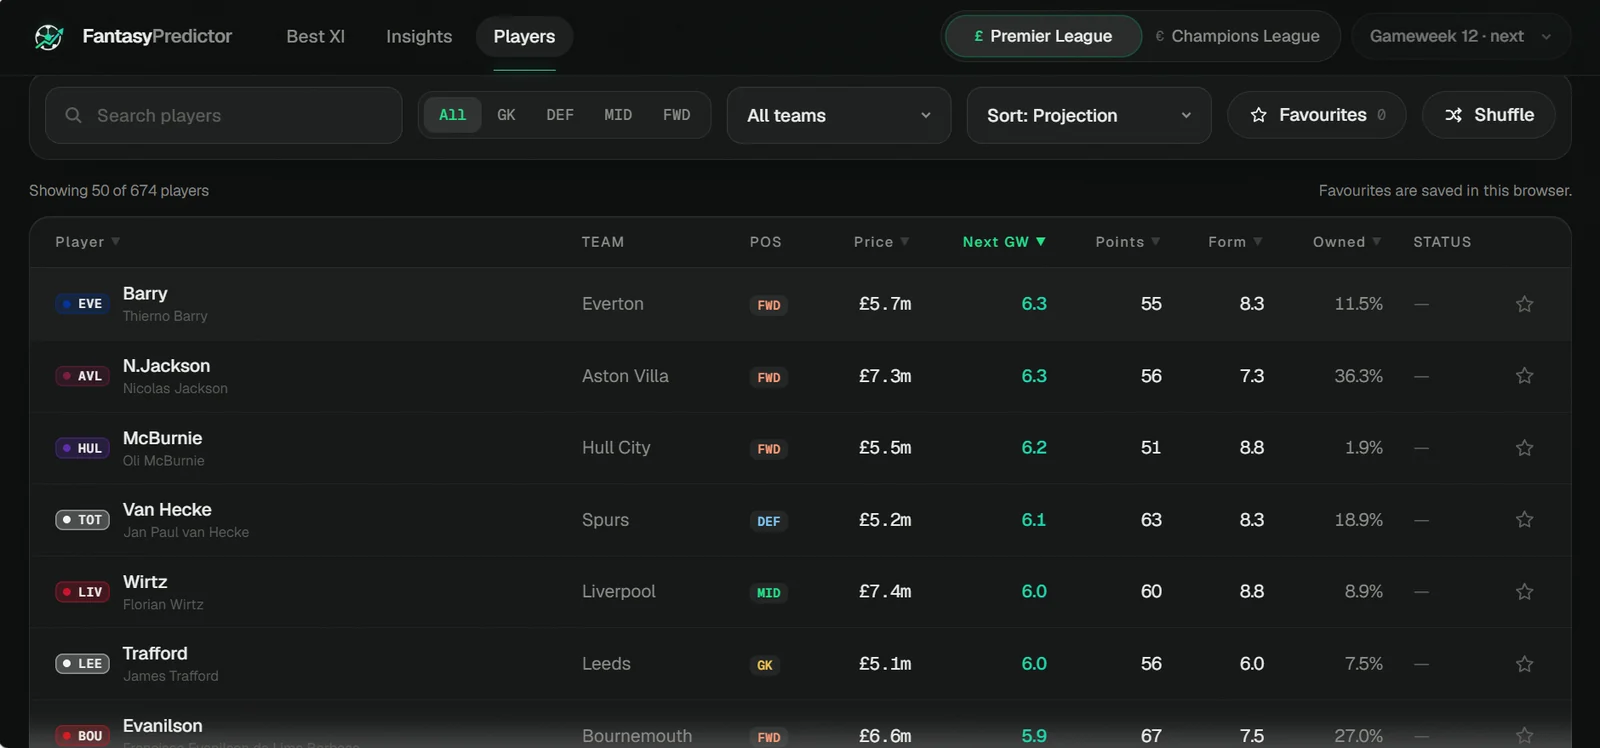 FantasyPredictor Best XI Insights Players £ Premier League € Champions League Gameweek 12 · next
Search players All GK DEF MID FWD All teams Sort: Projection Favourites 0 Shuffle
Showing 50 of 674 players Favourites are saved in this browser.
Player ▼ TEAM POS Price ▼ Next GW ▼ Points ▼ Form ▼ Owned ▼ STATUS
EVE Barry Everton FWD £5.7m 6.3 55 8.3 11.5% —
Thierno Barry
AVL N.Jackson Aston Villa FWD £7.3m 6.3 56 7.3 36.3% —
Nicolas Jackson
HUL McBurnie Hull City FWD £5.5m 6.2 51 8.8 1.9% —
Oli McBurnie
TOT Van Hecke Spurs DEF £5.2m 6.1 63 8.3 18.9% —
Jan Paul van Hecke
LIV Wirtz Liverpool MID £7.4m 6.0 60 8.8 8.9% —
Florian Wirtz
LEE Trafford Leeds GK £5.1m 6.0 56 6.0 7.5% —
James Trafford
BOU Evanilson Bournemouth FWD £6.6m 5.9 67 7.5 27.0% —